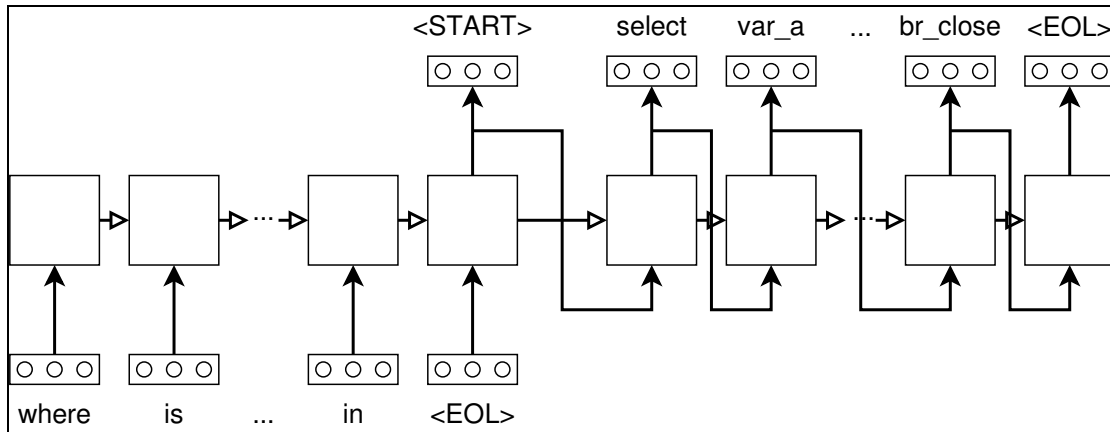 <START> select var_a ... br_close <EOL>
... ...
where is ... in <EOL>